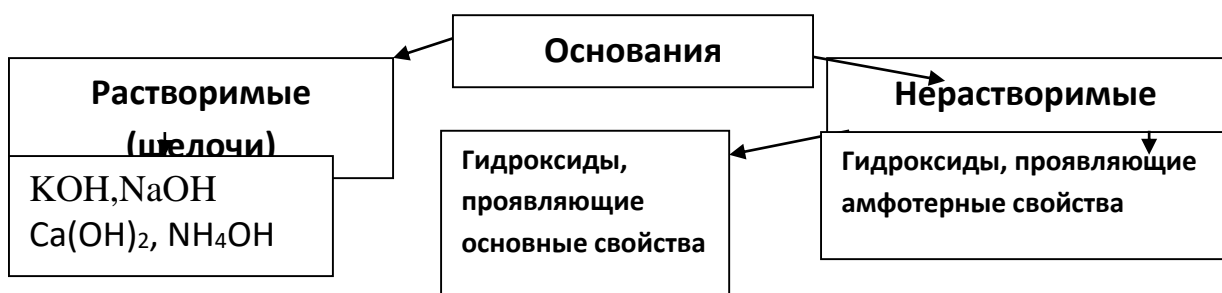 Основания
Растворимые
(щелочи)
Нерастворимые
KOH,NaOH
Ca(OH)₂, NH₄OH
Гидроксиды,
проявляющие
основные свойства
Гидроксиды, проявляющие
амфотерные свойства